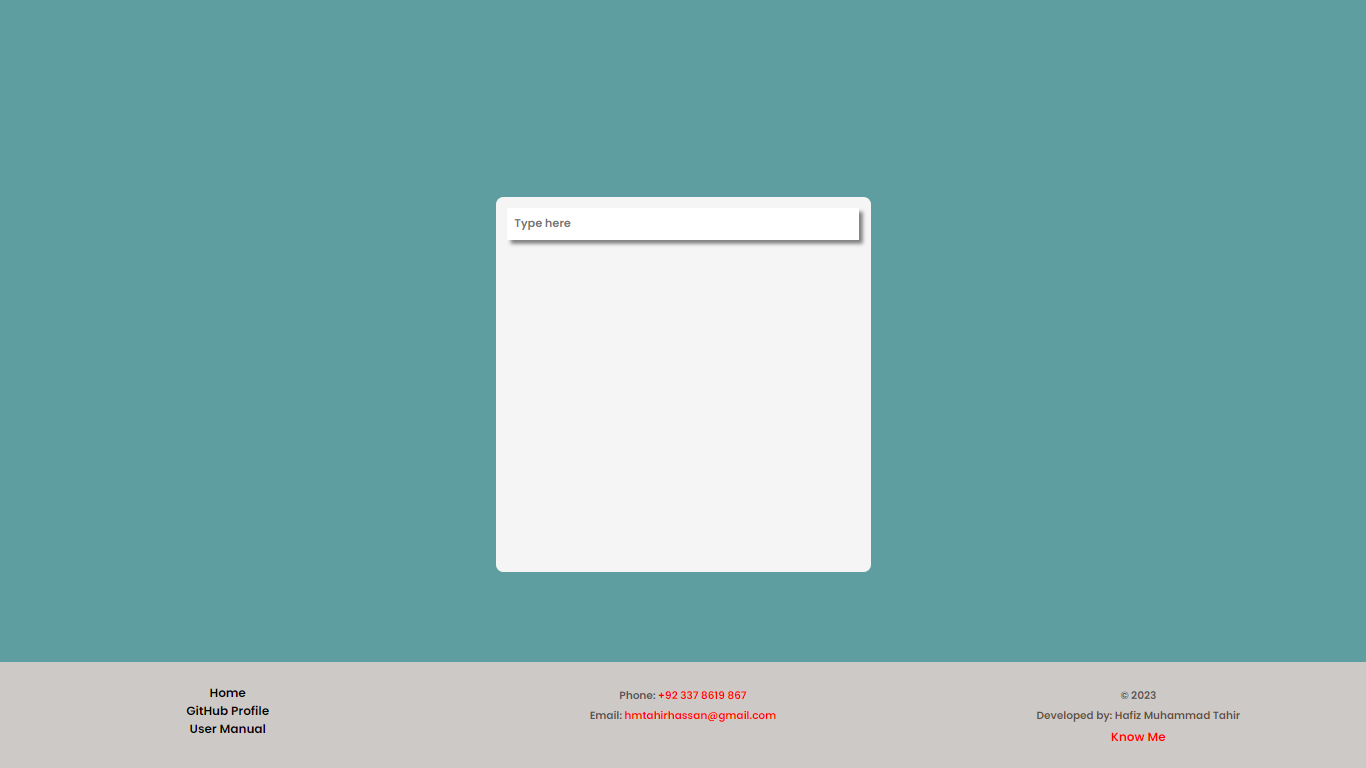 Type here
Home
GitHub Profile
User Manual
Phone: +92 337 8619 867
Email: hmtahirhassan@gmail.com
© 2023
Developed by: Hafiz Muhammad Tahir
Know Me